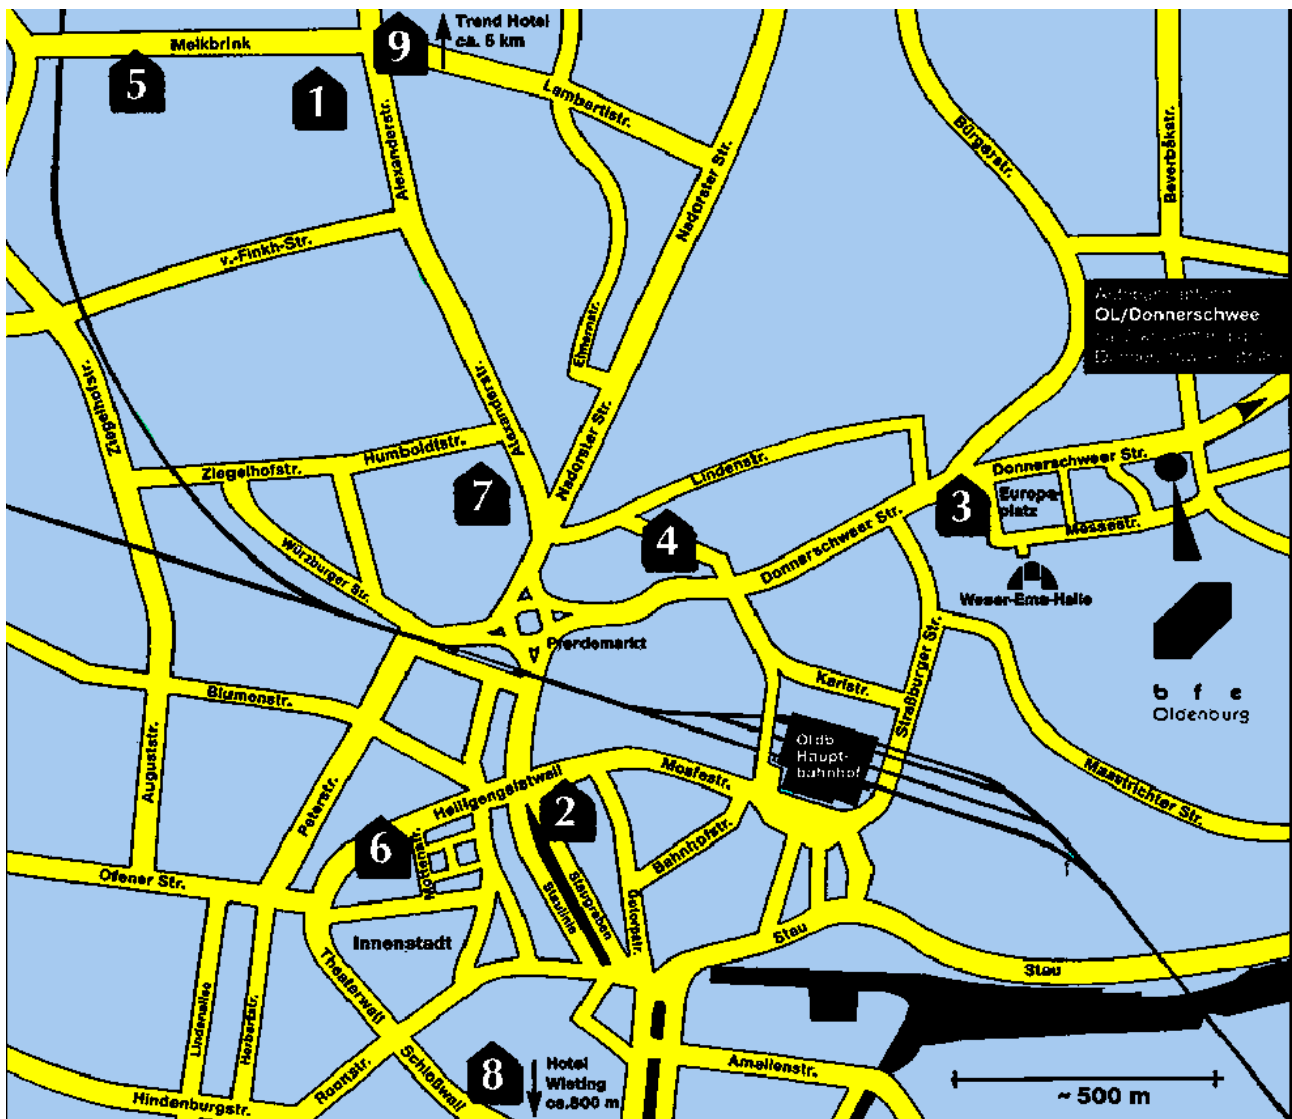 Trend Hotel
ca. 5 km
9
Melkbrink
5
1
Lambertistr.
Alexanderstr.
Bürgerstr.
Beverbäkstr.
Nadorster Str.
v.-Finkh-Str.
OL/Donnerschwee
Ehnernstr.
Ziegelhofstr.
Alexanderstr.
Nadorster Str.
Humboldtstr.
Ziegelhofstr.
Lindenstr.
Donnerschweer Str.
7
3
Europa-
platz
Messestr.
Donnerschweer Str.
4
Würzburger Str.
Weser-Ems-Halle
Pferdemarkt
Karlstr.
Straßburger Str.
b f e
Oldenburg
Blumenstr.
Auguststr.
Oldb
Haupt-
bahnhof
Moslestr.
Heiligengeistwall
Peterstr.
Maastrichter Str.
2
6
Mottenstr.
Bahnhofstr.
Ofener Str.
Staugraben
Staulinie
Gotorpstr.
Innenstadt
Stau
Stau
Theaterwall
Lindenallee
Herbartstr.
Roonstr.
Schloßwall
8
Hotel
Wieting
ca.800 m
Amalienstr.
Hindenburgstr.
~ 500 m